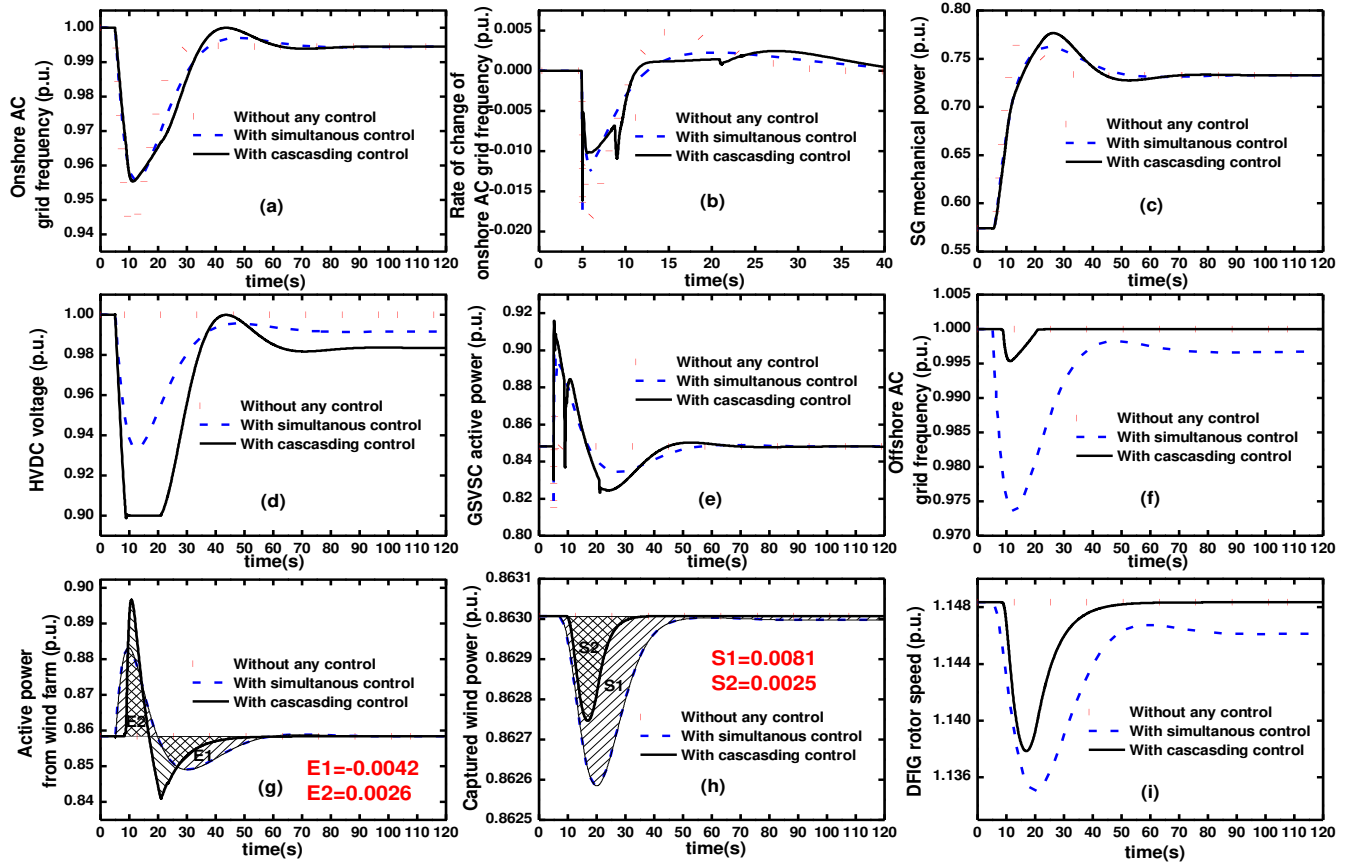 1.00
0.99
0.98
0.97
0.96
0.95
0.94
Onshore AC
grid frequency (p.u.)
Without any control
With simultanous control
With cascasding control
(a)
0 10 20 30 40 50 60 70 80 90 100 110 120
time(s)
0.005
0.000
-0.005
-0.010
-0.015
-0.020
Rate of change of
onshore AC grid frequency (p.u.)
Without any control
With simultanous control
With cascasding control
(b)
0 5 10 15 20 25 30 35 40
time(s)
0.80
0.75
0.70
0.65
0.60
0.55
SG mechanical power (p.u.)
Without any control
With simultanous control
With cascasding control
(c)
0 10 20 30 40 50 60 70 80 90 100 110 120
time(s)
1.00
0.98
0.96
0.94
0.92
0.90
HVDC voltage (p.u.)
Without any control
With simultanous control
With cascasding control
(d)
0 10 20 30 40 50 60 70 80 90 100 110 120
time(s)
0.92
0.90
0.88
0.86
0.84
0.82
0.80
GSVSC active power (p.u.)
Without any control
With simultanous control
With cascasding control
(e)
0 10 20 30 40 50 60 70 80 90 100 110 120
time(s)
1.005
1.000
0.995
0.990
0.985
0.980
0.975
0.970
Offshore AC
grid frequency (p.u.)
Without any control
With simultanous control
With cascasding control
(f)
0 10 20 30 40 50 60 70 80 90 100 110 120
time(s)
0.90
0.89
0.88
0.87
0.86
0.85
0.84
Active power
from wind farm (p.u.)
Without any control
With simultanous control
With cascasding control
E2
E1
E1=-0.0042
E2=0.0026
(g)
0 10 20 30 40 50 60 70 80 90 100 110 120
time(s)
0.8631
0.8630
0.8629
0.8628
0.8627
0.8626
0.8625
Captured wind power (p.u.)
S2
S1
S1=0.0081
S2=0.0025
Without any control
With simultanous control
With cascasding control
(h)
0 10 20 30 40 50 60 70 80 90 100 110 120
time(s)
1.148
1.144
1.140
1.136
DFIG rotor speed (p.u.)
Without any control
With simultanous control
With cascasding control
(i)
0 10 20 30 40 50 60 70 80 90 100 110 120
time(s)